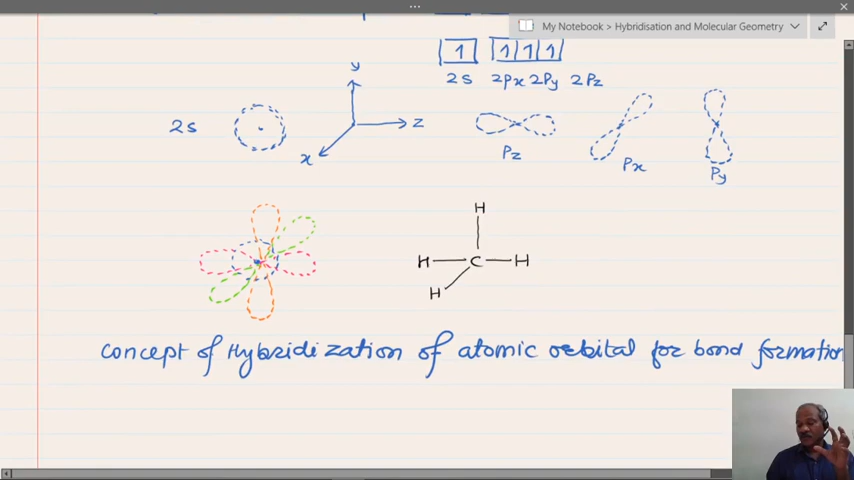 My Notebook > Hybridisation and Molecular Geometry
1 1 1 1
2s 2px 2py 2pz
y
2s
z
x
Pz
Px
Py
H
H C H
H
concept of Hybridization of atomic orbital for bond formation